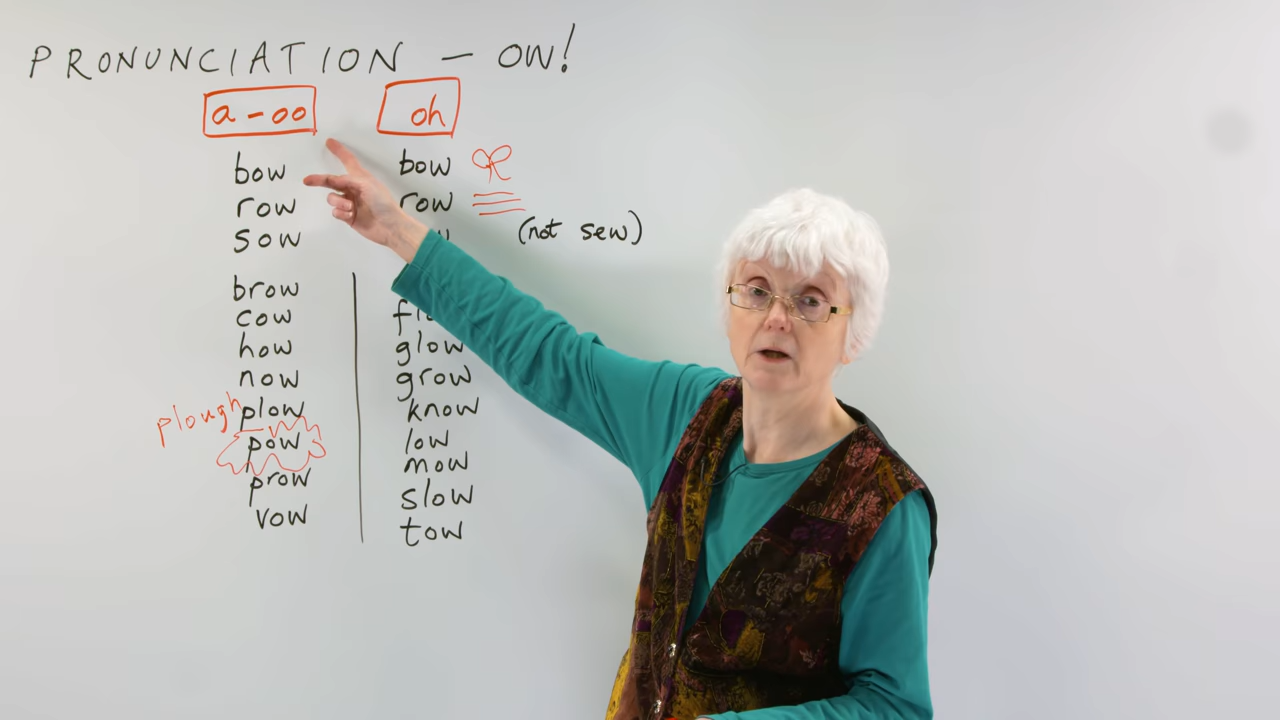 PRONUNCIATION – OW!
a - oo oh
bow bow
row row
sow (not sew)
brow
cow
how glow
now grow
plough plow know
pow low
prow mow
vow slow
tow